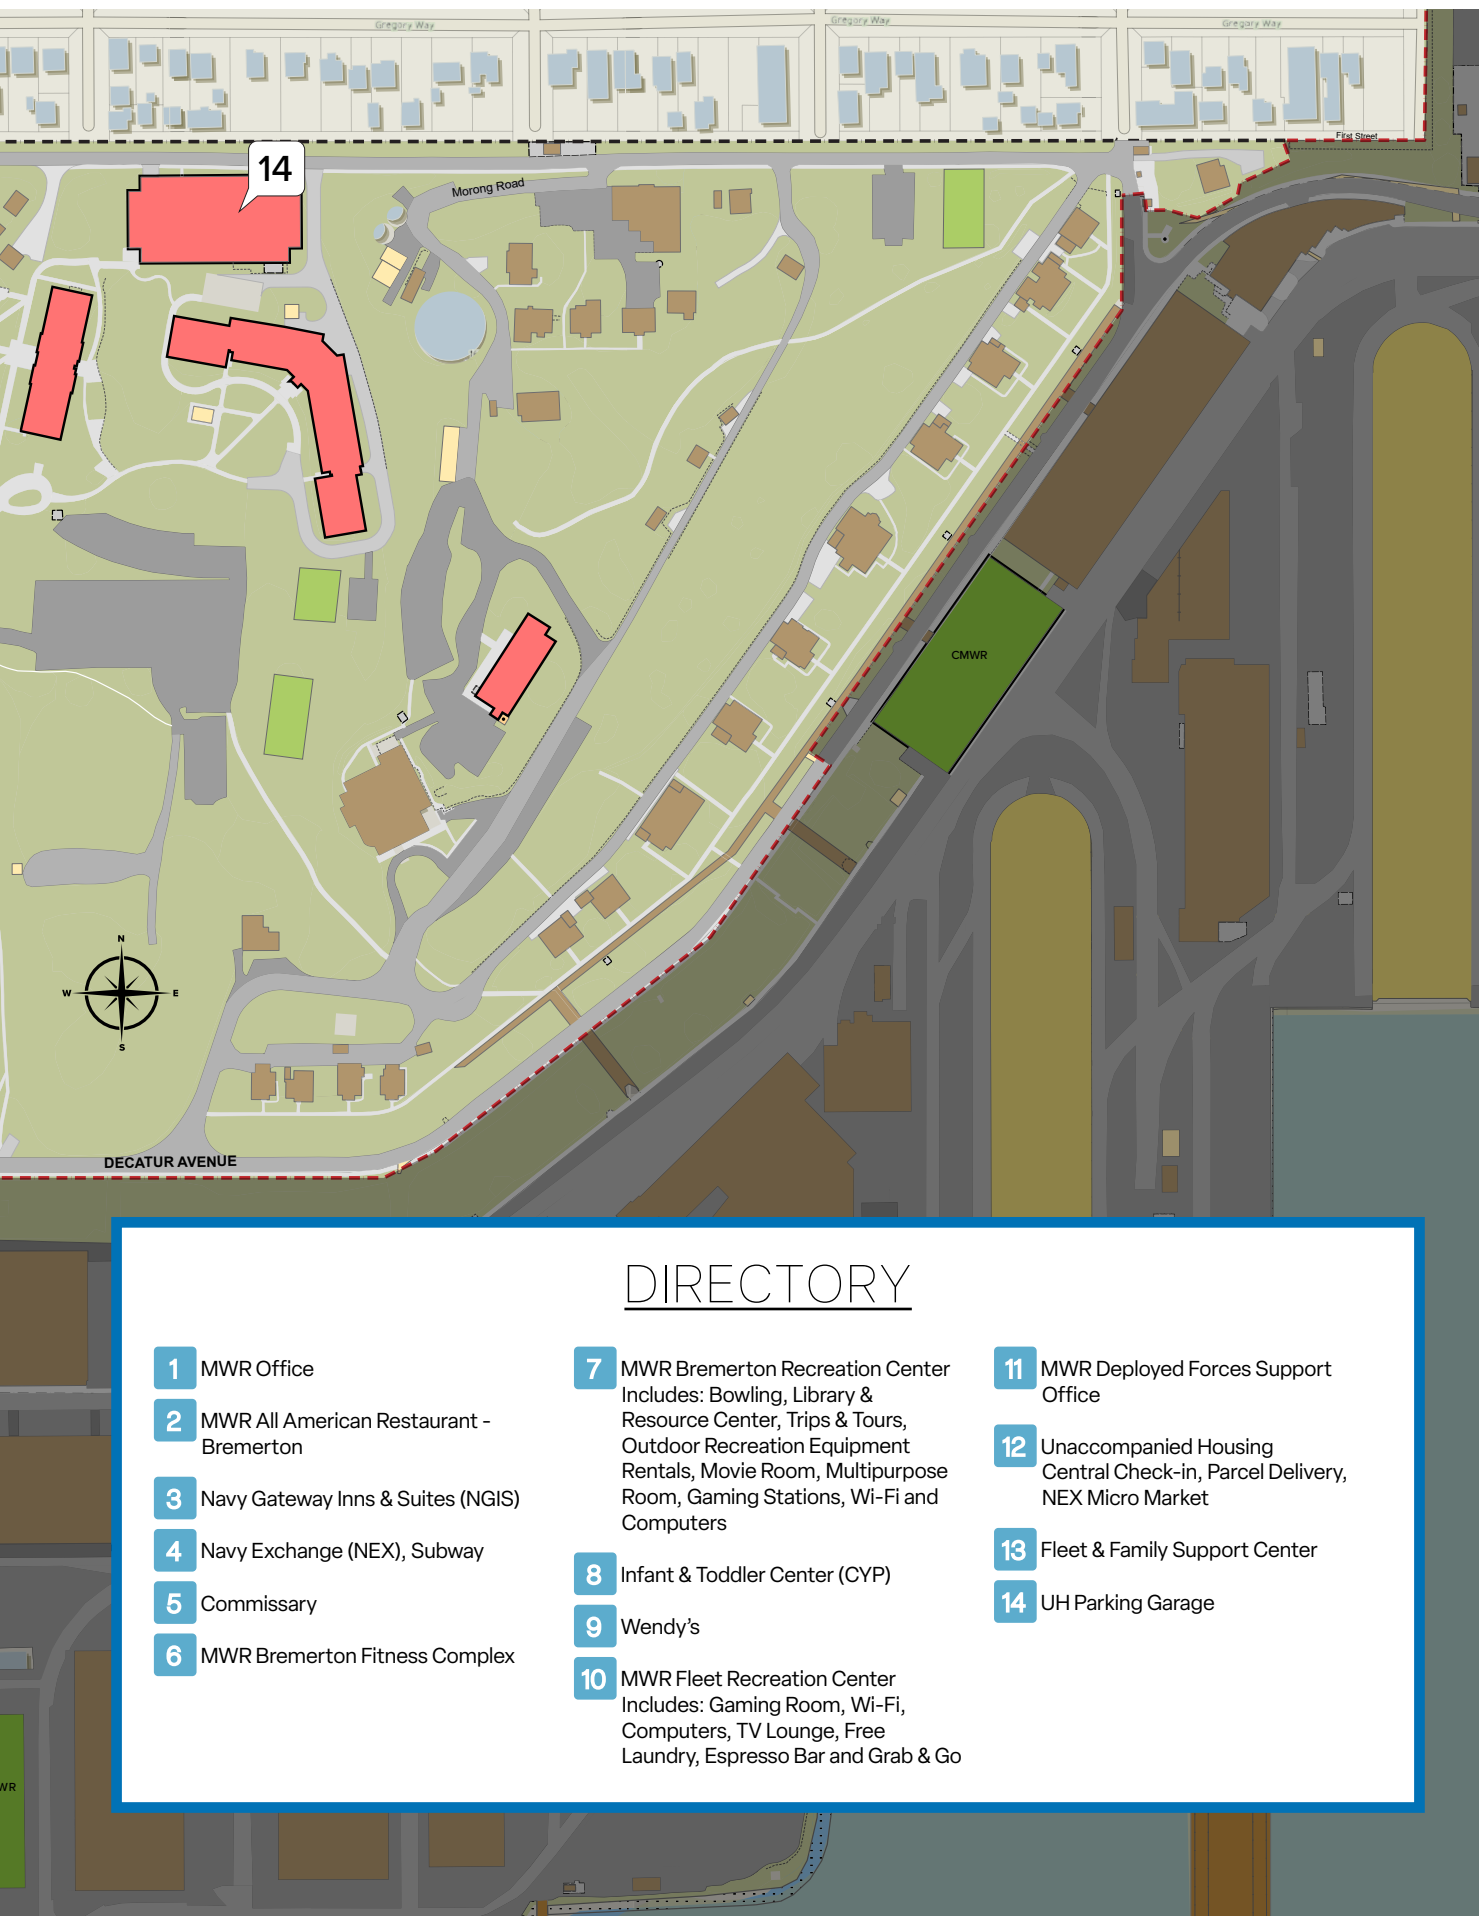 Gregory Way
Gregory Way
Gregory Way
First Street
14
Morong Road
CMWR
N
W
E
S
DECATUR AVENUE
DIRECTORY
1 MWR Office
2 MWR All American Restaurant -
Bremerton
3 Navy Gateway Inns & Suites (NGIS)
4 Navy Exchange (NEX), Subway
5 Commissary
6 MWR Bremerton Fitness Complex
7 MWR Bremerton Recreation Center
Includes: Bowling, Library &
Resource Center, Trips & Tours,
Outdoor Recreation Equipment
Rentals, Movie Room, Multipurpose
Room, Gaming Stations, Wi-Fi and
Computers
8 Infant & Toddler Center (CYP)
9 Wendy's
10 MWR Fleet Recreation Center
Includes: Gaming Room, Wi-Fi,
Computers, TV Lounge, Free
Laundry, Espresso Bar and Grab & Go
11 MWR Deployed Forces Support
Office
12 Unaccompanied Housing
Central Check-in, Parcel Delivery,
NEX Micro Market
13 Fleet & Family Support Center
14 UH Parking Garage
WR